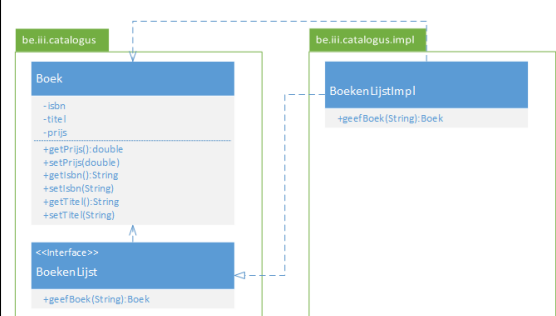 be.iii.catalogus
Boek
-isbn
-titel
-prijs
+getPrijs():double
+setPrijs(double)
+getIsbn():String
+setIsbn(String)
+getTitel():String
+setTitel(String)
<<Interface>>
BoekenLijst
+geefBoek(String):Boek
be.iii.catalogus.impl
BoekenLijstImpl
+geefBoek(String):Boek